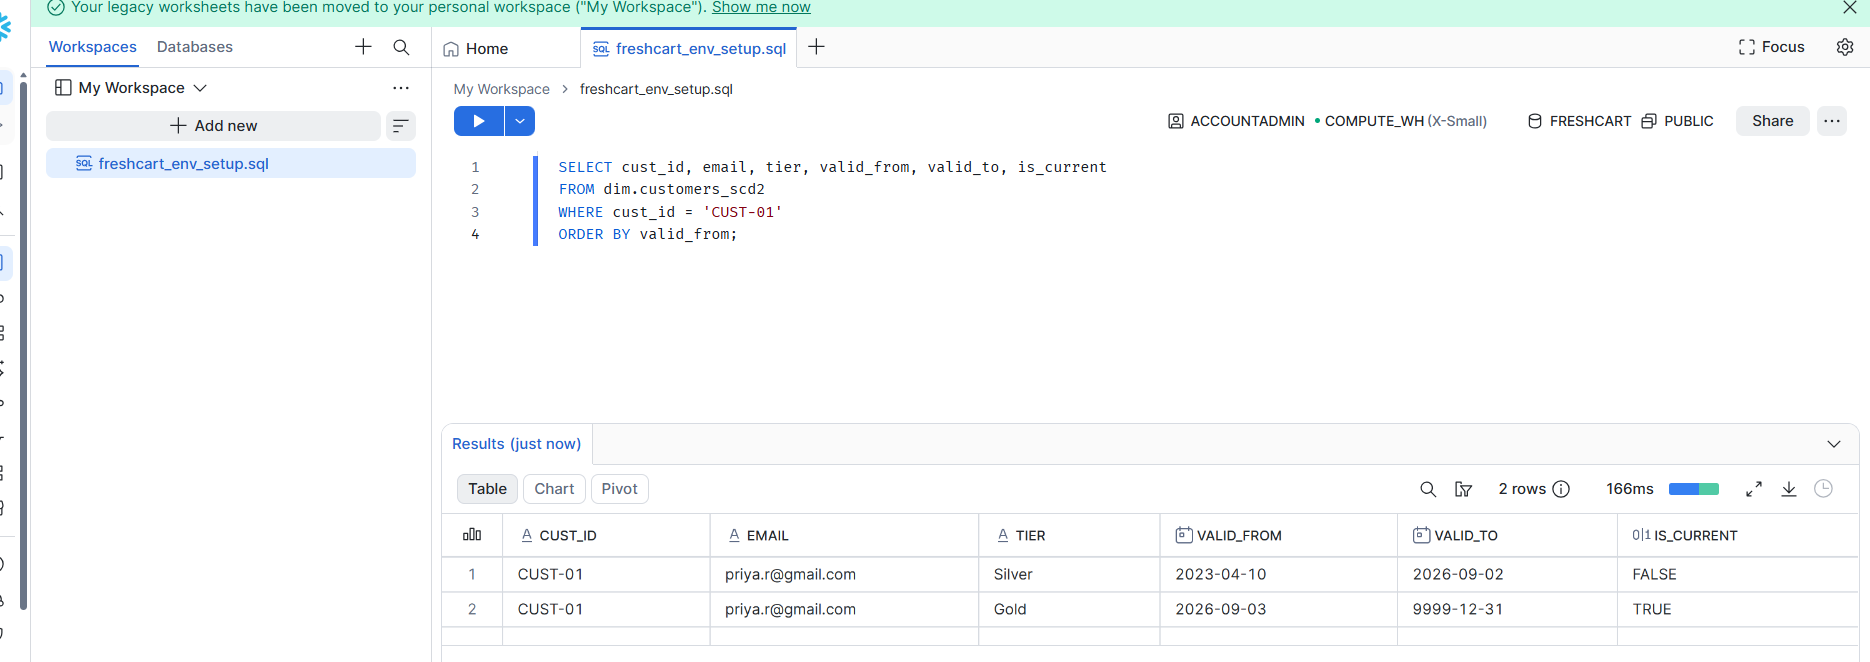 Your legacy worksheets have been moved to your personal workspace ("My Workspace"). Show me now
Workspaces Databases
Home
SQL freshcart_env_setup.sql
Focus
My Workspace
Add new
SQL freshcart_env_setup.sql
My Workspace > freshcart_env_setup.sql
ACCOUNTADMIN COMPUTE_WH (X-Small) FRESHCART PUBLIC Share
1 SELECT cust_id, email, tier, valid_from, valid_to, is_current
2 FROM dim.customers_scd2
3 WHERE cust_id = 'CUST-01'
4 ORDER BY valid_from;
Results (just now)
Table Chart Pivot 2 rows 166ms
A CUST_ID A EMAIL A TIER VALID_FROM VALID_TO 0|1 IS_CURRENT
1 CUST-01 priya.r@gmail.com Silver 2023-04-10 2026-09-02 FALSE
2 CUST-01 priya.r@gmail.com Gold 2026-09-03 9999-12-31 TRUE